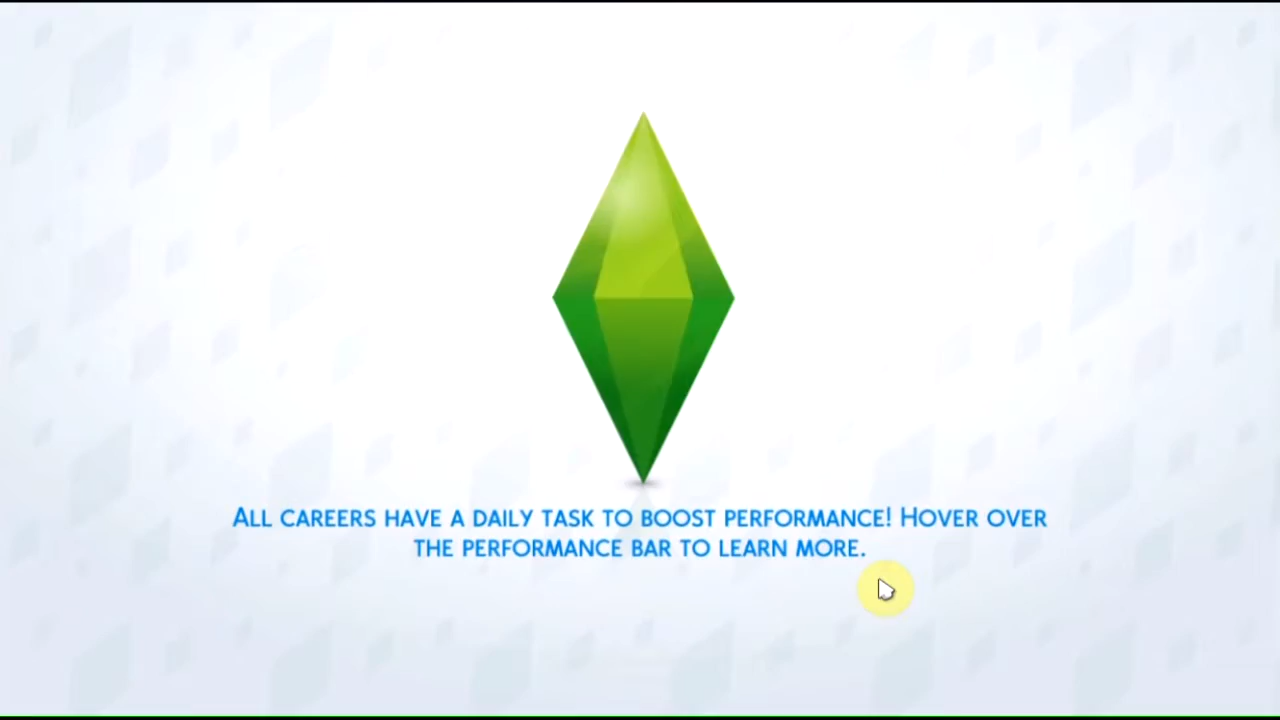 All careers have a daily task to boost performance! Hover over
the performance bar to learn more.